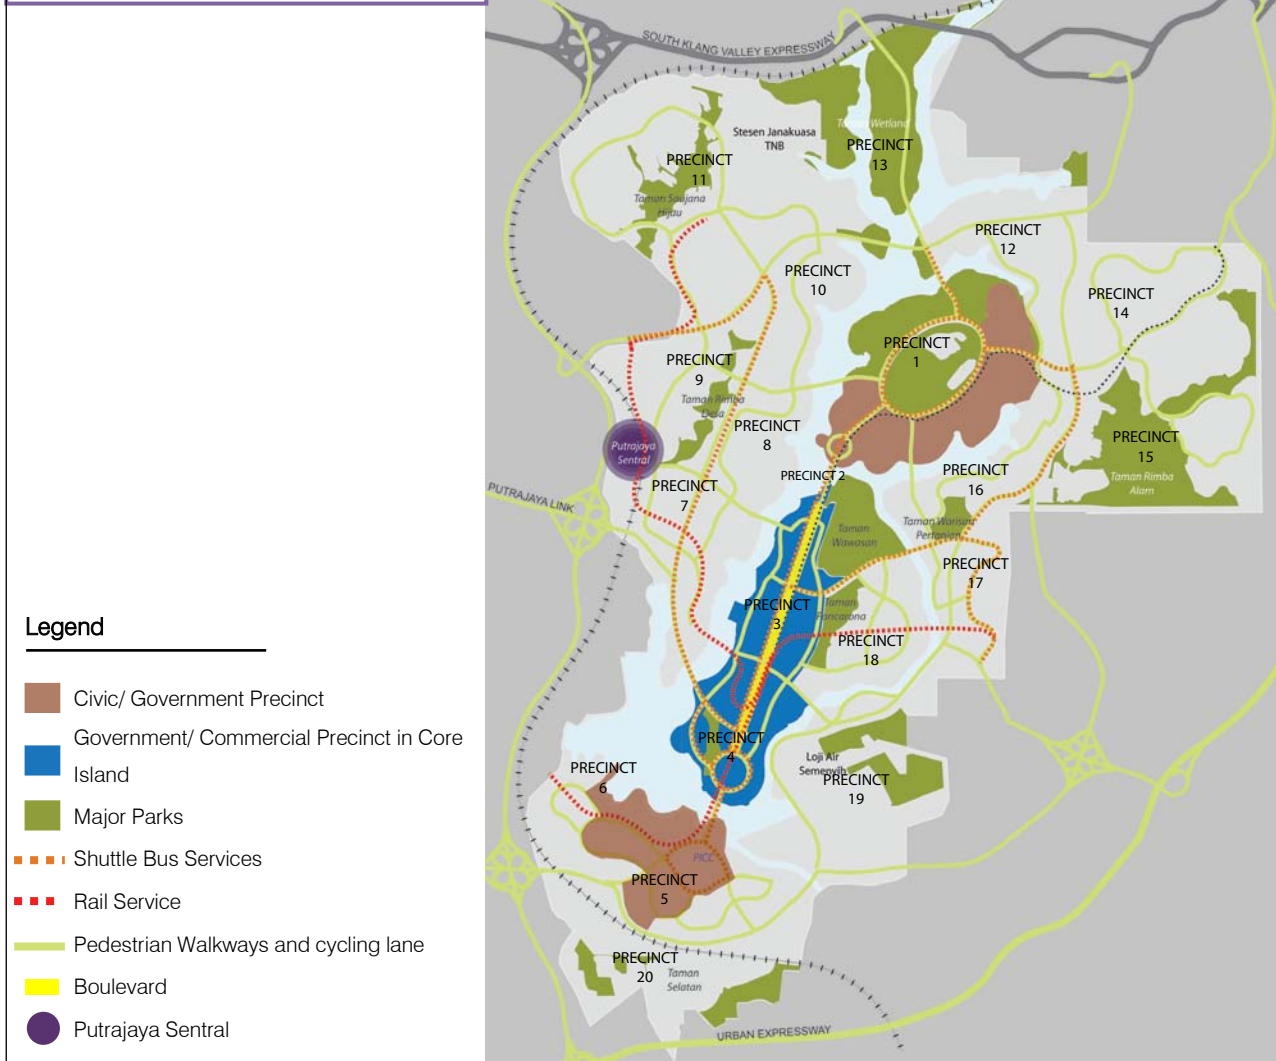 SOUTH KLANG VALLEY EXPRESSWAY
Stesen Janakuasa
TNB
Taman Wetland
PRECINCT
13
PRECINCT
11
Taman Saujana
Hijau
PRECINCT
12
PRECINCT
10
PRECINCT
14
PRECINCT
1
PRECINCT
9
Taman Rimba
Desa
PRECINCT
8
Putrajaya
Sentral
PRECINCT
15
Taman Rimba
Alam
PRECINCT 2
PRECINCT
16
PRECINCT
7
PUTRAJAYA LINK
Taman
Wawasan
Taman Warisan
Pertanian
PRECINCT
17
PRECINCT
3
Taman
Pancarona
PRECINCT
18
Legend
Civic/ Government Precinct
Government/ Commercial Precinct in Core
Island
Major Parks
Shuttle Bus Services
Rail Service
Pedestrian Walkways and cycling lane
Boulevard
Putrajaya Sentral
PRECINCT
4
Loji Air
Semenyih
PRECINCT
19
PRECINCT
6
PICC
PRECINCT
5
PRECINCT
20
Taman
Selatan
URBAN EXPRESSWAY